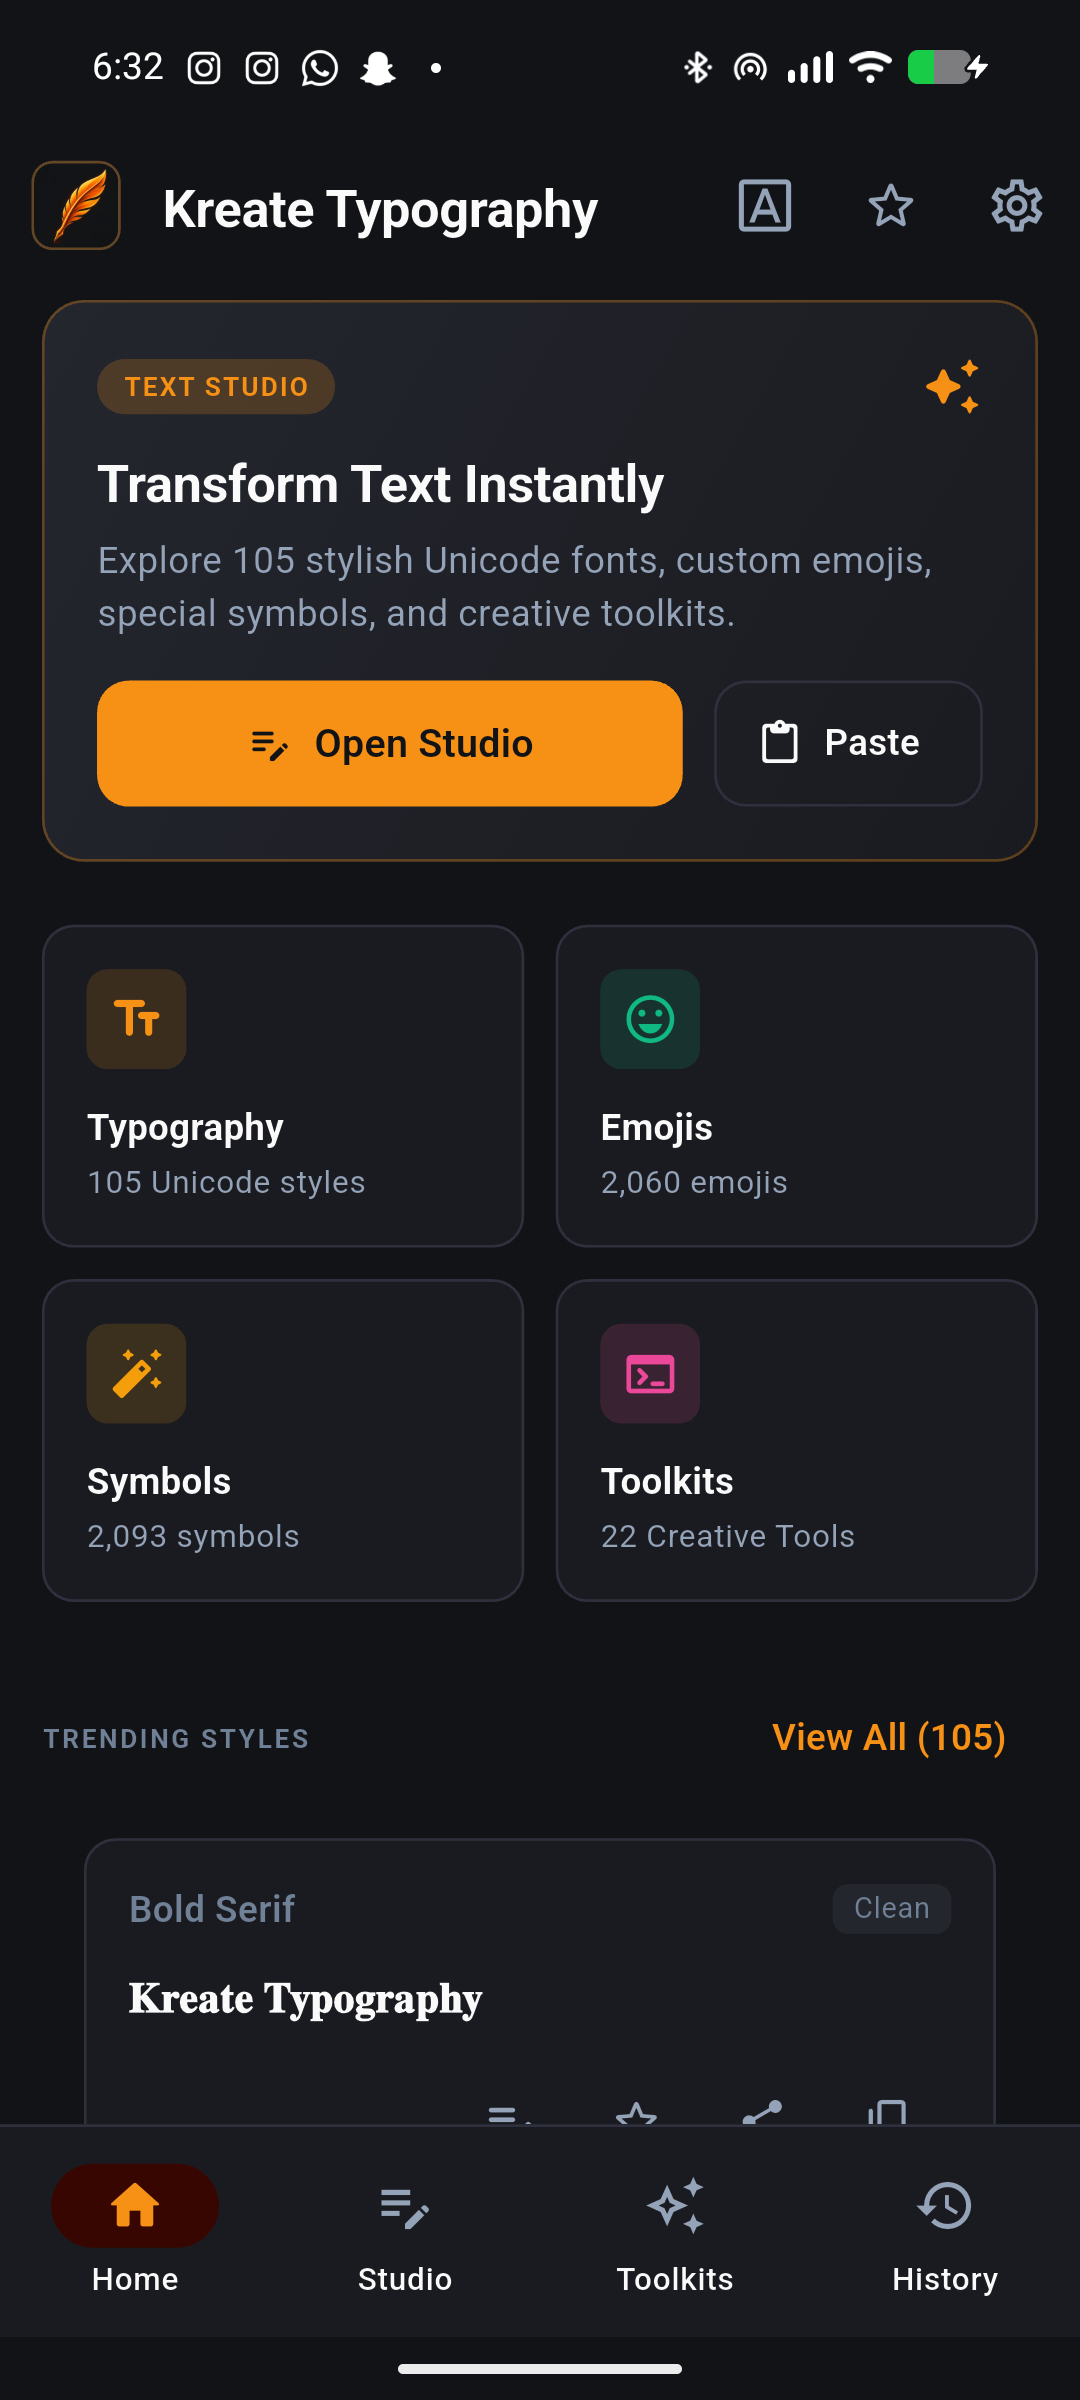 6:32
Kreate Typography
TEXT STUDIO
Transform Text Instantly
Explore 105 stylish Unicode fonts, custom emojis,
special symbols, and creative toolkits.
Open Studio
Paste
Typography
105 Unicode styles
Emojis
2,060 emojis
Symbols
2,093 symbols
Toolkits
22 Creative Tools
TRENDING STYLES
View All (105)
Bold Serif
Clean
Kreate Typography
Home
Studio
Toolkits
History